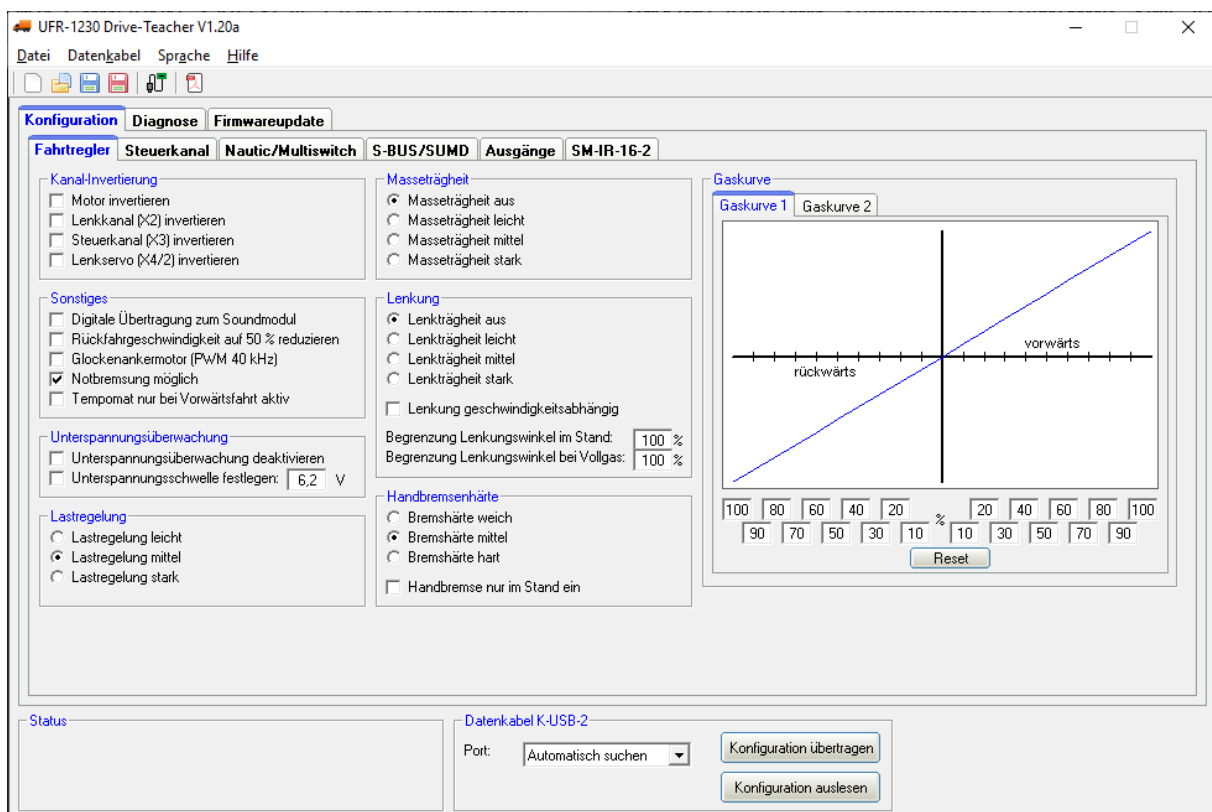 UFR-1230 Drive-Teacher V1.20a
Datei Datenkabel Sprache Hilfe
Konfiguration Diagnose Firmwareupdate
Fahrtregler Steuerkanal Nautic/Multiswitch S-BUS/SUMD Ausgänge SM-IR-16-2
Kanal-Invertierung
Motor invertieren
Lenkkanal (X2) invertieren
Steuerkanal (X3) invertieren
Lenkservo (X4/2) invertieren
Sonstiges
Digitale Übertragung zum Soundmodul
Rückfahrgeschwindigkeit auf 50 % reduzieren
Glockenankermotor (PWM 40 kHz)
Notbremsung möglich
Tempomat nur bei Vorwärtsfahrt aktiv
Unterspannungsüberwachung
Unterspannungsüberwachung deaktivieren
Unterspannungsschwelle festlegen: 6,2 V
Lastregelung
Lastregelung leicht
Lastregelung mittel
Lastregelung stark
Masseträgheit
Masseträgheit aus
Masseträgheit leicht
Masseträgheit mittel
Masseträgheit stark
Lenkung
Lenkträgheit aus
Lenkträgheit leicht
Lenkträgheit mittel
Lenkträgheit stark
Lenkung geschwindigkeitsabhängig
Begrenzung Lenkungswinkel im Stand: 100 %
Begrenzung Lenkungswinkel bei Vollgas: 100 %
Handbremsenhärte
Bremshärte weich
Bremshärte mittel
Bremshärte hart
Handbremse nur im Stand ein
Gaskurve
Gaskurve 1 Gaskurve 2
vorwärts
rückwärts
100 80 60 40 20 % 20 40 60 80 100
90 70 50 30 10 10 30 50 70 90
Reset
Status
Datenkabel K-USB-2
Port: Automatisch suchen
Konfiguration übertragen
Konfiguration auslesen